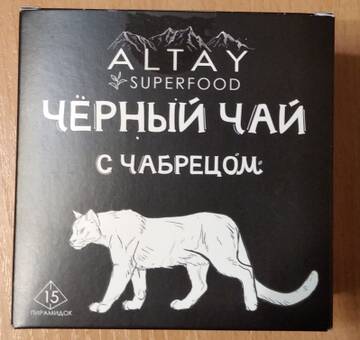 ALTAY
SUPERFOOD
ЧЁРНЫЙ ЧАЙ
С ЧАБРЕЦОМ
15
ПИРАМИДОК